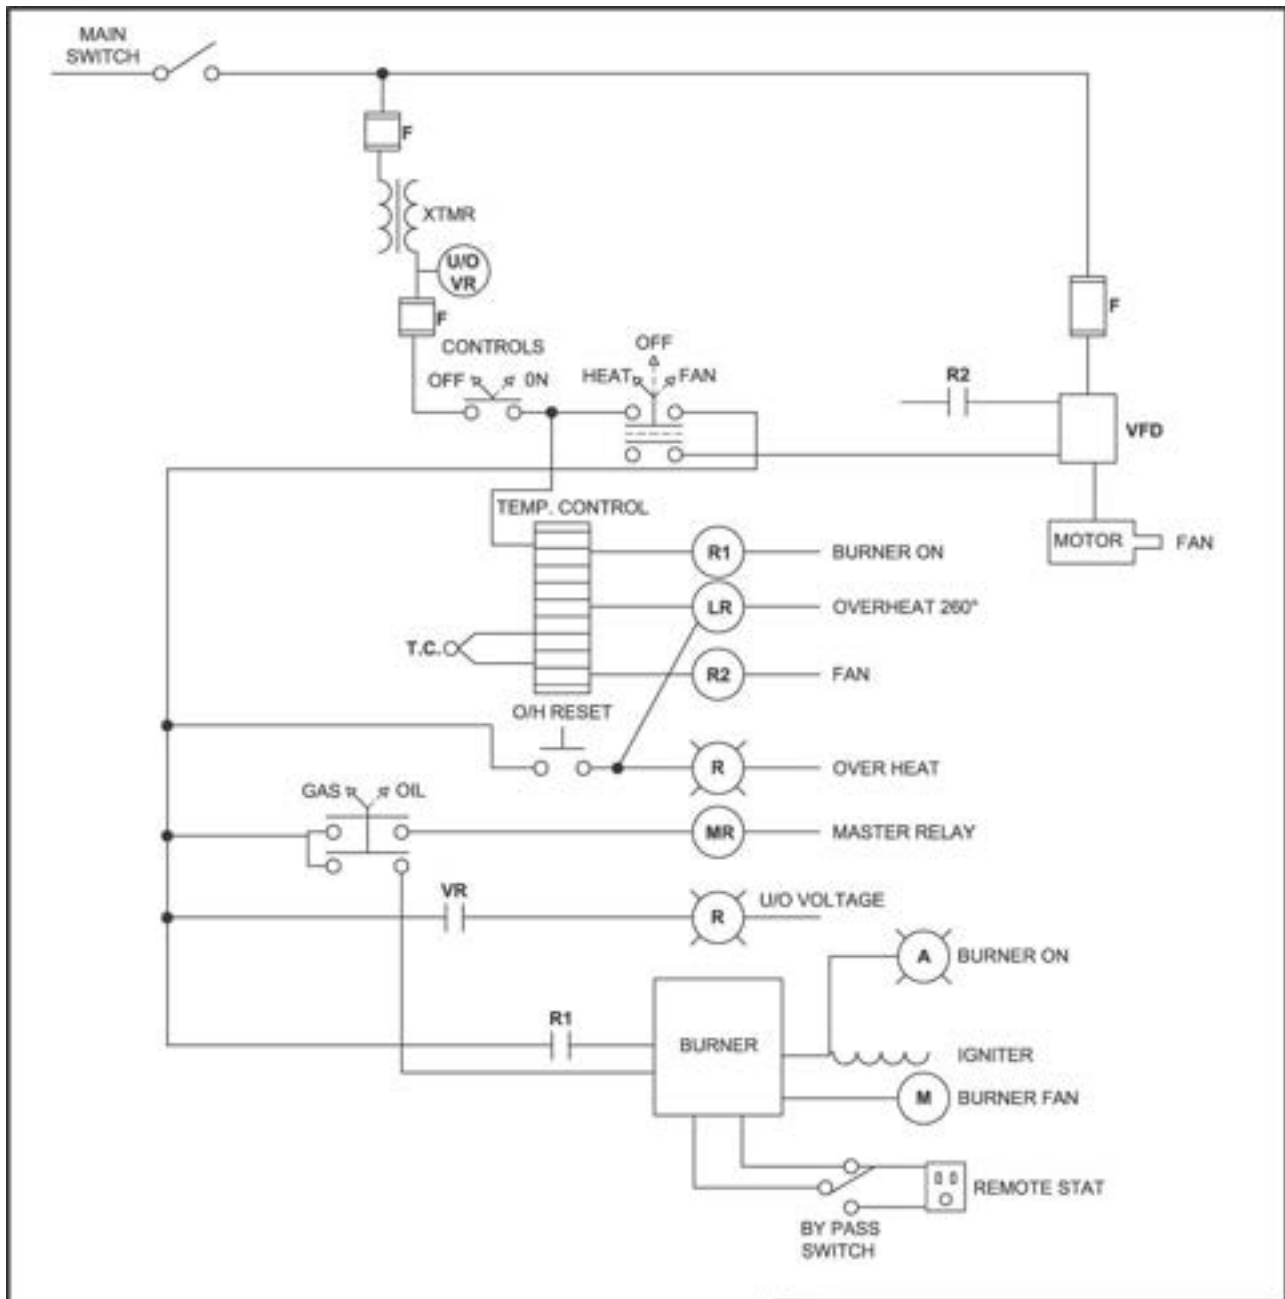 MAIN
SWITCH
F
XTMR
U/O
VR
F
F
CONTROLS
OFF 0N
OFF
HEAT FAN
R2
VFD
TEMP. CONTROL
MOTOR FAN
R1 BURNER ON
LR OVERHEAT 260°
T.C.
R2 FAN
O/H RESET
R OVER HEAT
GAS OIL
MR MASTER RELAY
VR
R U/O VOLTAGE
A BURNER ON
R1
BURNER
IGNITER
M BURNER FAN
REMOTE STAT
BY PASS
SWITCH